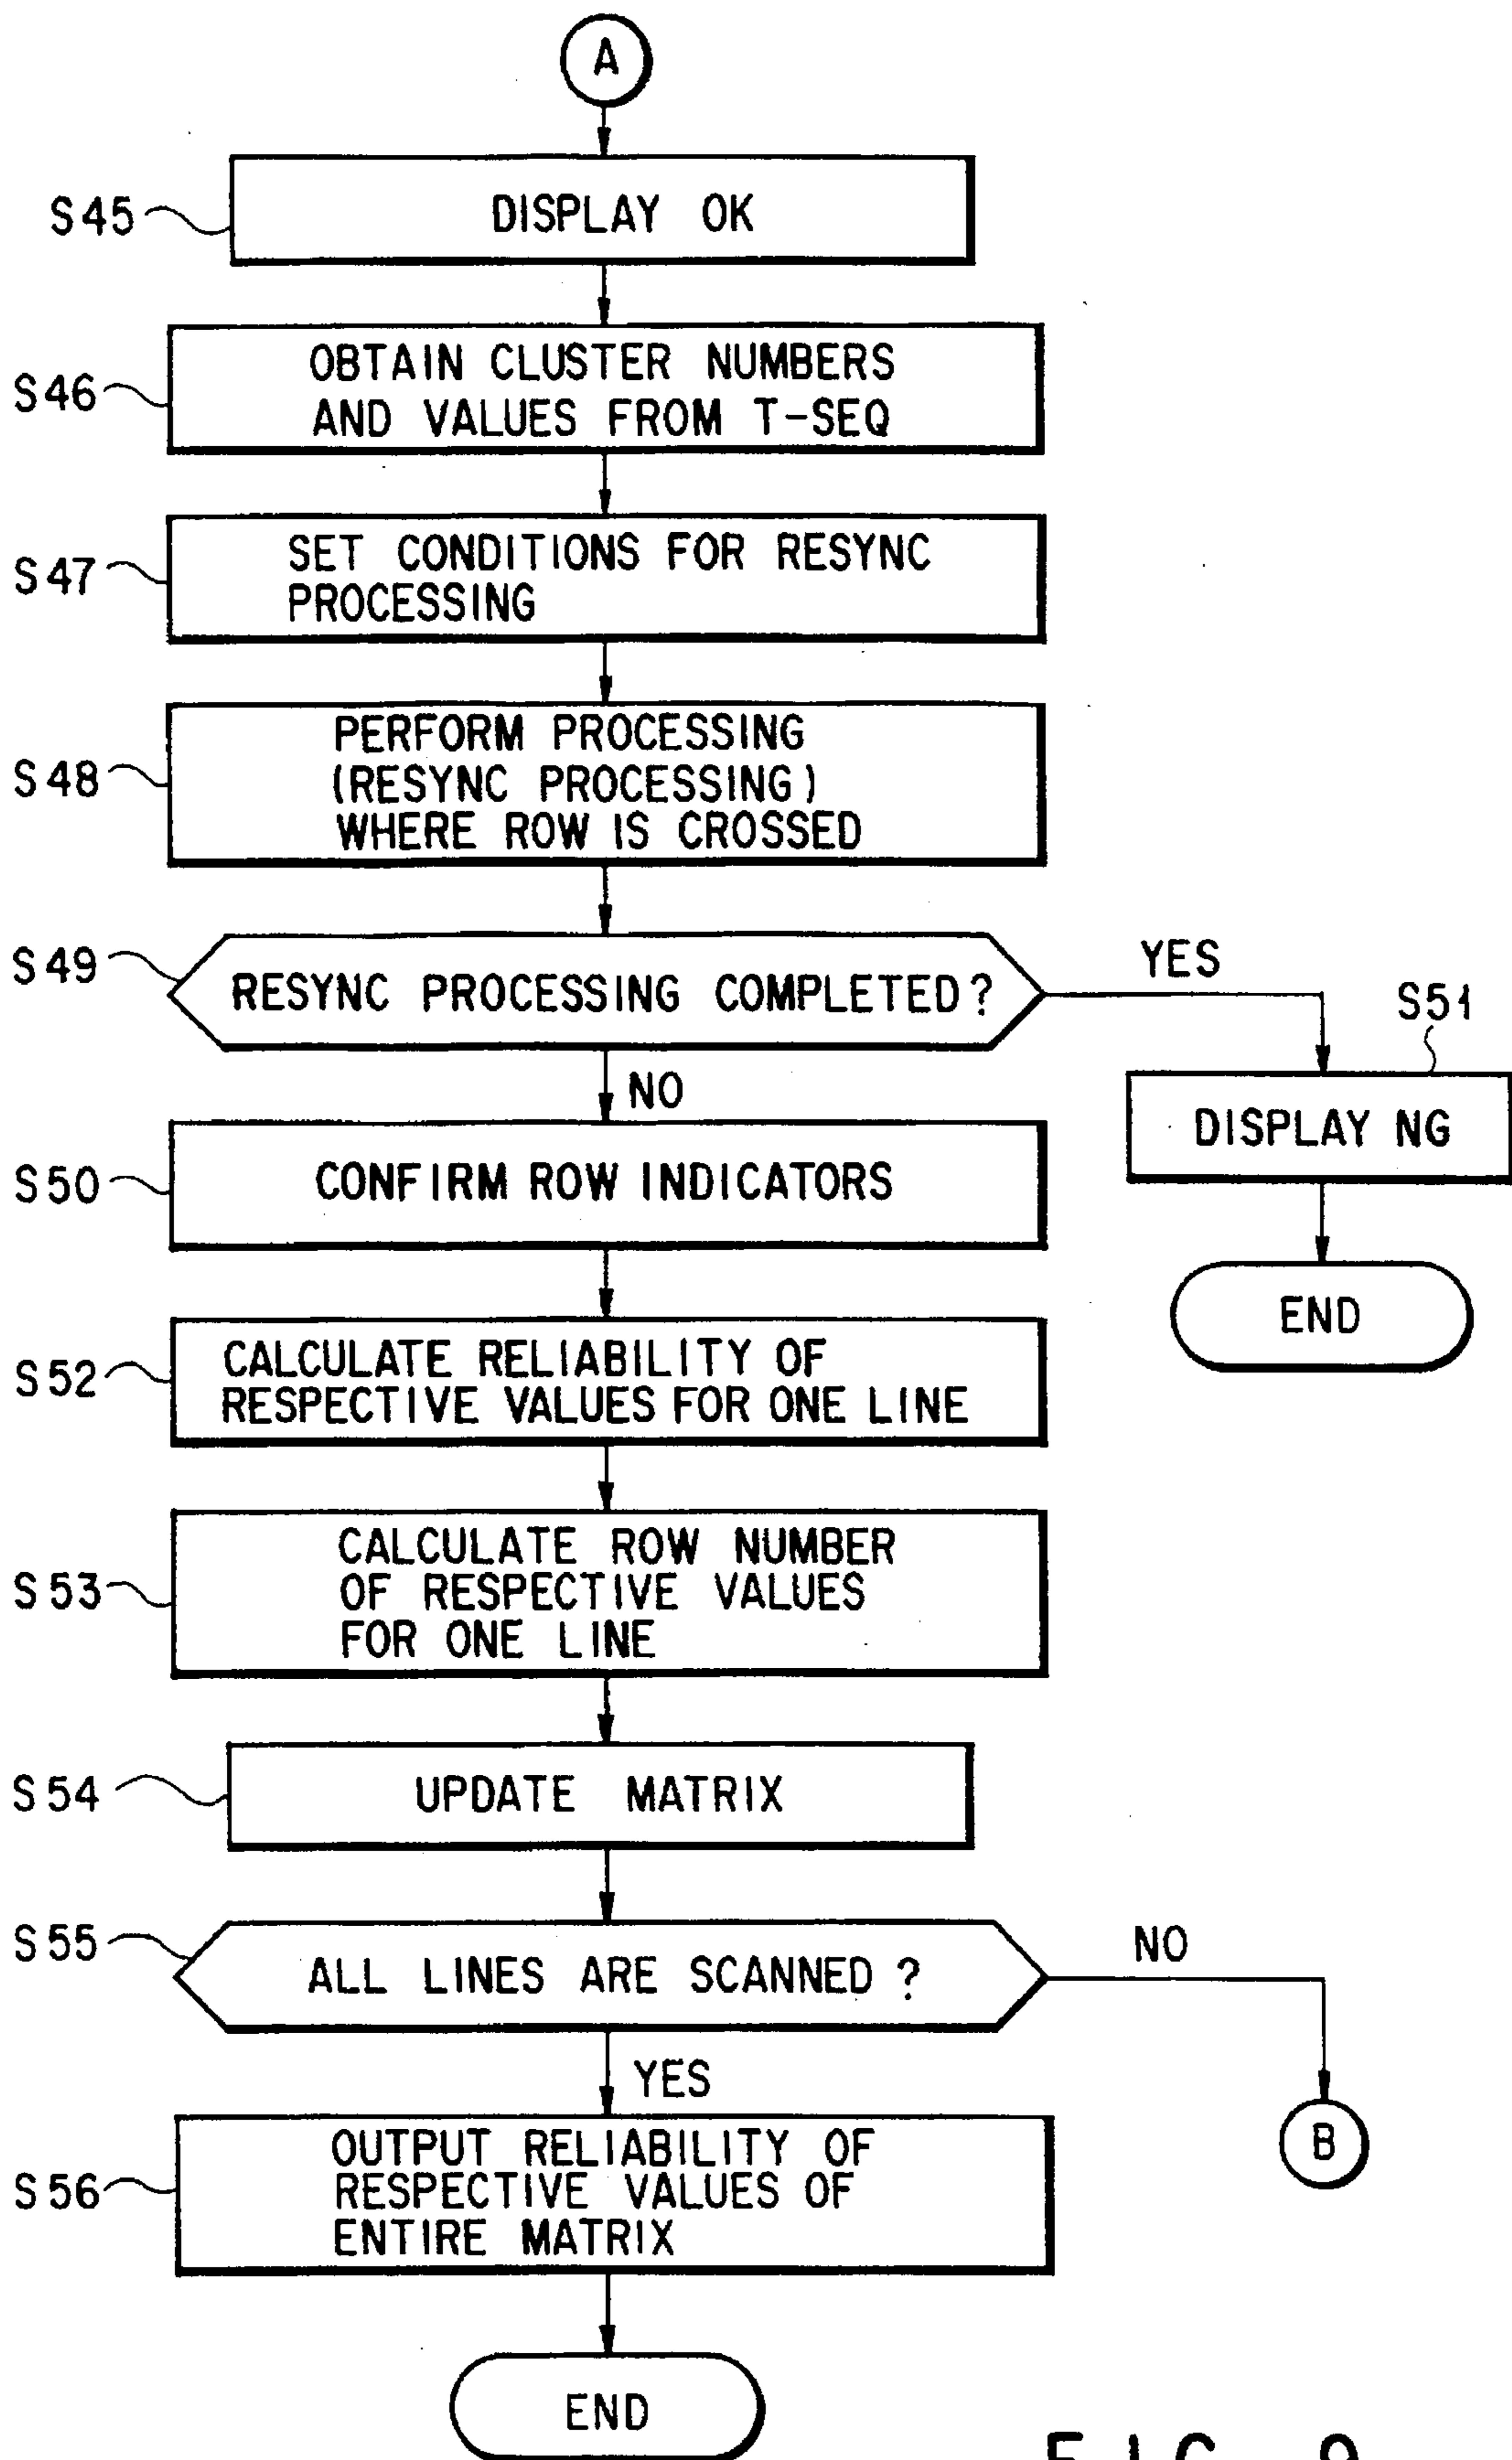 A
S45
DISPLAY OK
S46
OBTAIN CLUSTER NUMBERS
AND VALUES FROM T-SEQ
S47
SET CONDITIONS FOR RESYNC
PROCESSING
S48
PERFORM PROCESSING
(RESYNC PROCESSING)
WHERE ROW IS CROSSED
S49
RESYNC PROCESSING COMPLETED?
YES
S51
DISPLAY NG
END
NO
S50
CONFIRM ROW INDICATORS
S52
CALCULATE RELIABILITY OF
RESPECTIVE VALUES FOR ONE LINE
S53
CALCULATE ROW NUMBER
OF RESPECTIVE VALUES
FOR ONE LINE
S54
UPDATE MATRIX
S55
ALL LINES ARE SCANNED?
NO
B
YES
S56
OUTPUT RELIABILITY OF
RESPECTIVE VALUES OF
ENTIRE MATRIX
END